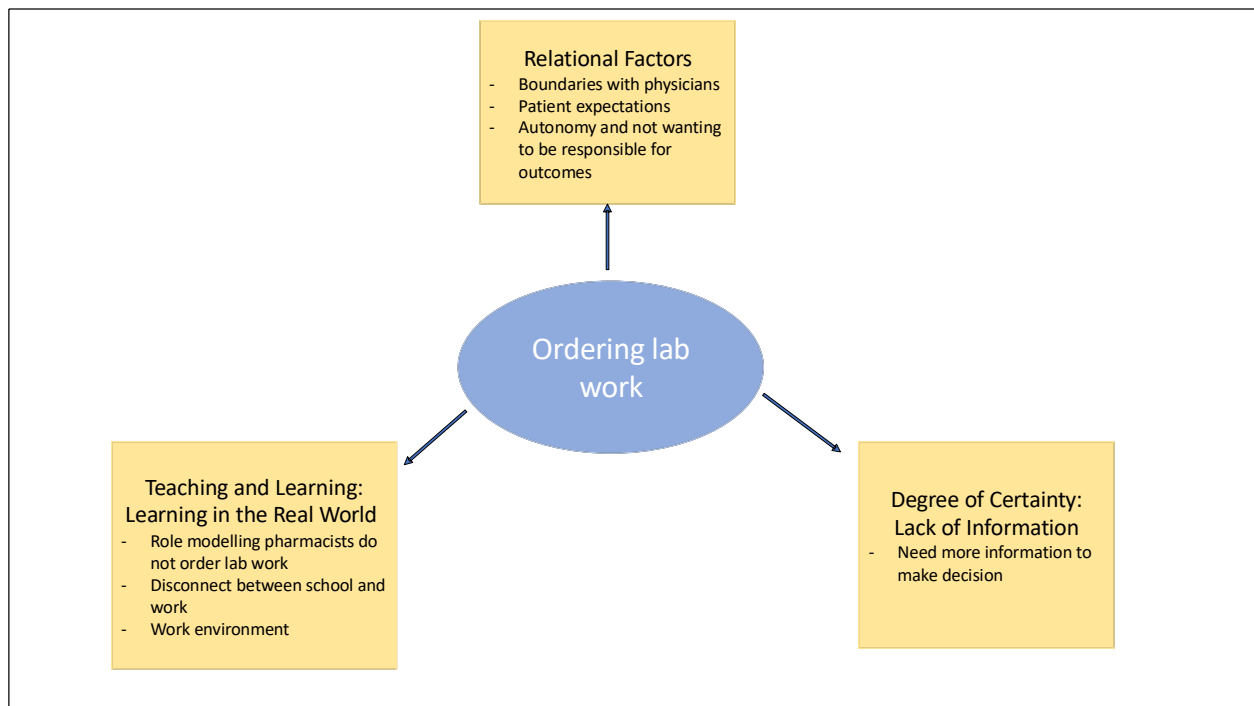 Relational Factors
- Boundaries with physicians
- Patient expectations
- Autonomy and not wanting
to be responsible for
outcomes
Ordering lab
work
Teaching and Learning:
Learning in the Real World
- Role modelling pharmacists do
not order lab work
- Disconnect between school and
work
- Work environment
Degree of Certainty:
Lack of Information
- Need more information to
make decision